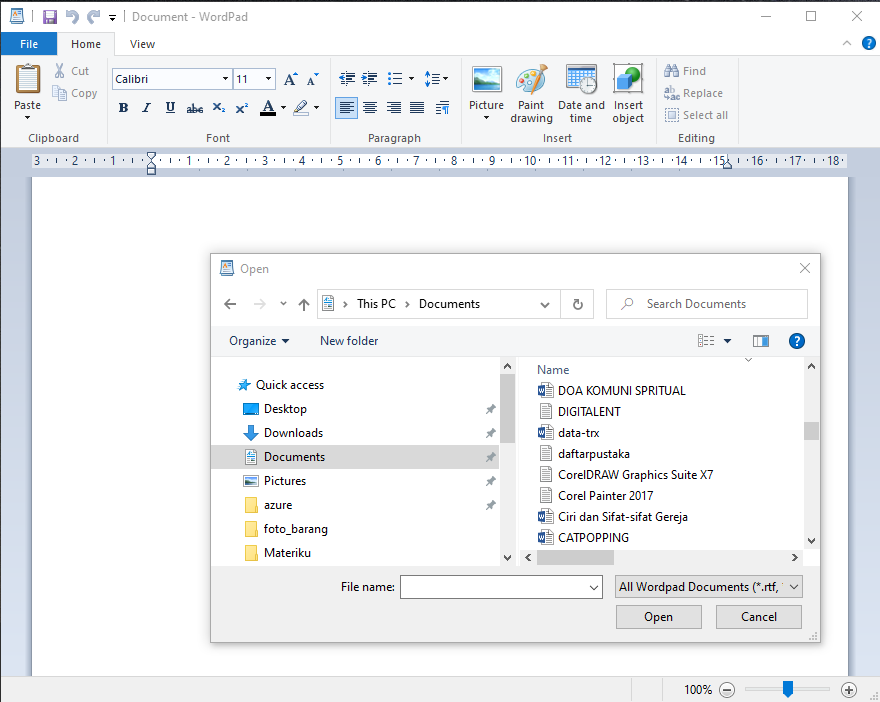 Document - WordPad
File Home View
Paste
Cut
Copy
Clipboard
Calibri 11
B I U abc X₂ X²
A
Font
Paragraph
Picture
Paint drawing
Date and time
Insert object
Insert
Find
Replace
Select all
Editing
3 2 1 1 2 3 4 5 6 7 8 9 10 11 12 13 14 15 16 17 18
Open
This PC Documents
Search Documents
Organize New folder
Quick access
Desktop
Downloads
Documents
Pictures
azure
foto_barang
Materiku
Name
DOA KOMUNI SPRITUAL
DIGITALENT
data-trx
daftarpustaka
CorelDRAW Graphics Suite X7
Corel Painter 2017
Ciri dan Sifat-sifat Gereja
CATPOPPING
File name:
All Wordpad Documents (*.rtf,
Open Cancel
100%